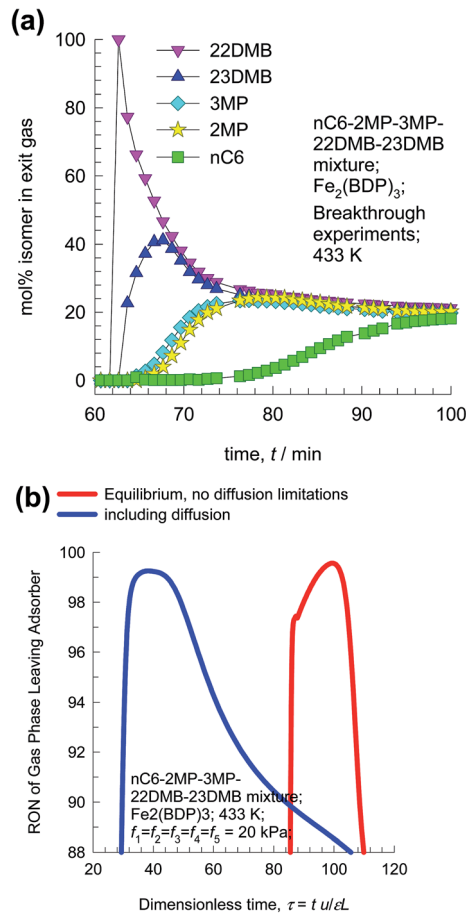 (a)
22DMB
23DMB
3MP
2MP
nC6
nC6-2MP-3MP-
22DMB-23DMB
mixture;
Fe₂(BDP)₃;
Breakthrough
experiments;
433 K
mol% isomer in exit gas
100
80
60
40
20
0
60 70 80 90 100
time, t / min
(b)
Equilibrium, no diffusion limitations
including diffusion
RON of Gas Phase Leaving Adsorber
100
98
96
94
92
90
88
nC6-2MP-3MP-
22DMB-23DMB mixture;
Fe2(BDP)3; 433 K;
f₁=f₂=f₃=f₄=f₅ = 20 kPa;
20 40 60 80 100 120
Dimensionless time, τ = t u/εL